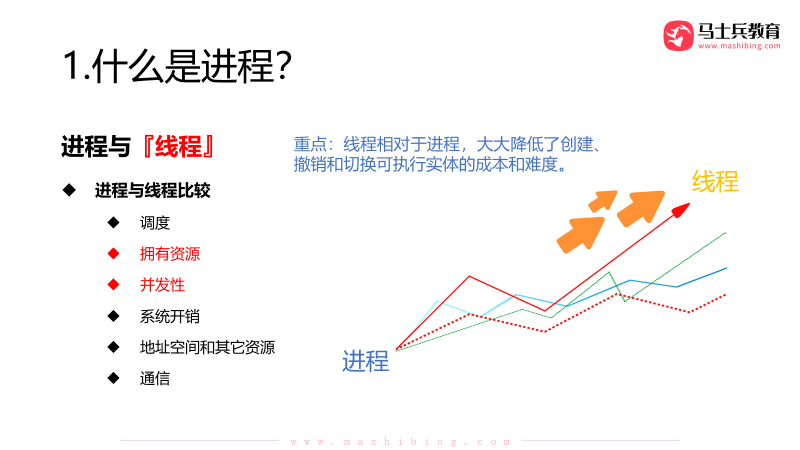 马士兵教育
www.mashibing.com
1.什么是进程?
进程与『线程』
重点：线程相对于进程，大大降低了创建、
撤销和切换可执行实体的成本和难度。
进程与线程比较
调度
拥有资源
并发性
系统开销
地址空间和其它资源
通信
线程
进程
www.mashibing.com